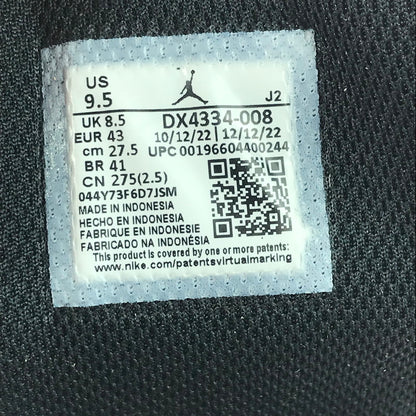 US
9.5
J2
UK 8.5 DX4334-008
EUR 43 10/12/22 | 12/12/22
cm 27.5 UPC 00196604400244
BR 41
CN 275(2.5)
044Y73F6D7JSM
MADE IN INDONESIA
HECHO EN INDONESIA
FABRIQUE EN INDONESIE
FABRICADO NA INDONÉSIA
This product is covered by one or more patents:
www.nike.com/patentsvirtualmarking